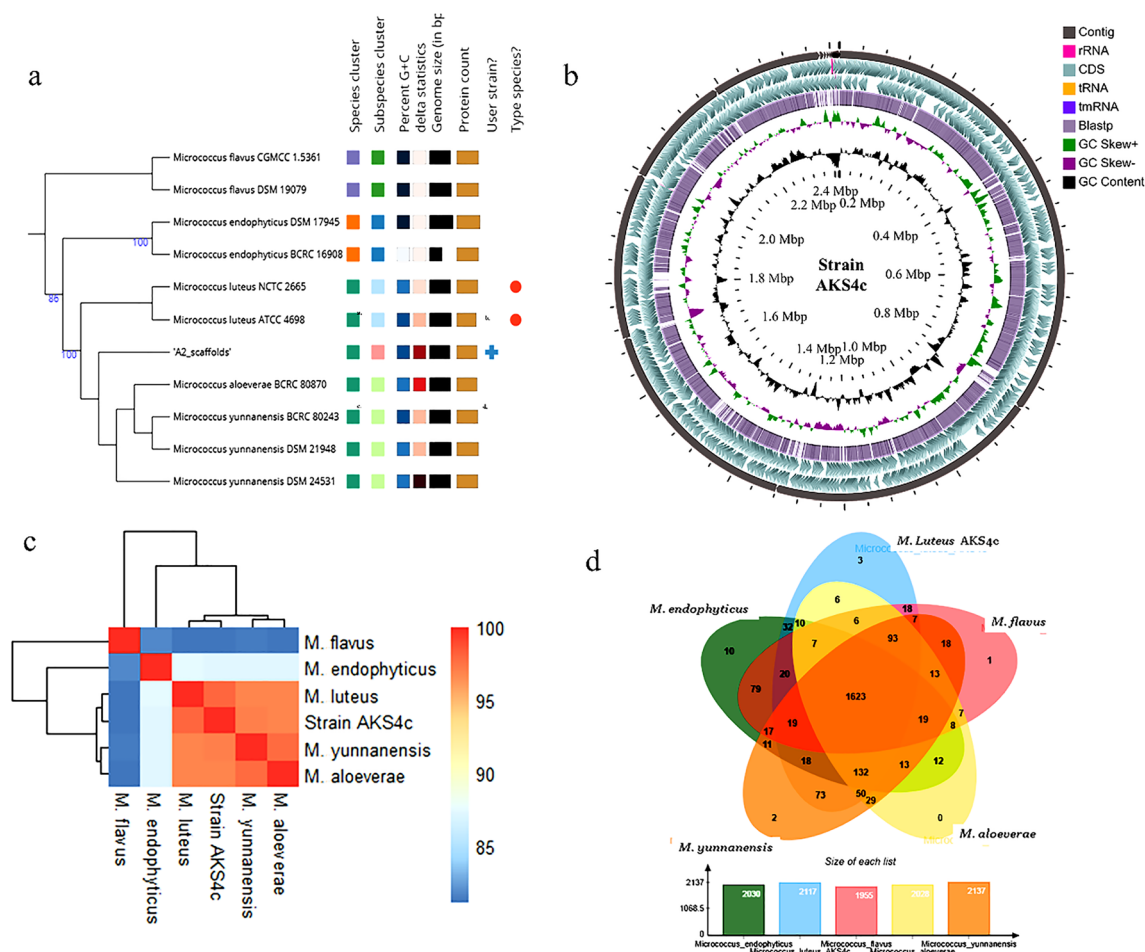 a
Species cluster
Subspecies cluster
Percent G+C
delta statistics
Genome size (in bp
Protein count
User strain?
Type species?
Micrococcus flavus CGMCC 1.5361
Micrococcus flavus DSM 19079
Micrococcus endophyticus DSM 17945
100
Micrococcus endophyticus BCRC 16908
86
Micrococcus luteus NCTC 2665
Micrococcus luteus ATCC 4698
100
'A2_scaffolds'
Micrococcus aloeverae BCRC 80870
Micrococcus yunnanensis BCRC 80243
Micrococcus yunnanensis DSM 21948
Micrococcus yunnanensis DSM 24531
b
Contig
rRNA
CDS
tRNA
tmRNA
Blastp
GC Skew+
GC Skew-
GC Content
2.4 Mbp
0.2 Mbp
2.2 Mbp
0.4 Mbp
2.0 Mbp
0.6 Mbp
1.8 Mbp
0.8 Mbp
1.6 Mbp
1.0 Mbp
1.4 Mbp
1.2 Mbp
Strain
AKS4c
c
M. flavus
M. endophyticus
M. luteus
Strain AKS4c
M. yunnanensis
M. aloeverae
M. flavus
M. endophyticus
M. luteus
Strain AKS4c
M. yunnanensis
M. aloeverae
100
95
90
85
d
M. Luteus AKS4c
M. endophyticus
M. flavus
M. yunnanensis
M. aloeverae
3
6
18
7
32
10
6
93
18
1
10
7
79
20
13
1623
7
8
17
11
19
19
18
132
13
12
73
50
29
2
0
Size of each list
2137
1068.5
0
2030
2117
1955
2028
2137
Micrococcus_endophyticus
Micrococcus_luteus_AKS4c
Micrococcus_flavus
Micrococcus_aloeverae
Micrococcus_yunnanensis